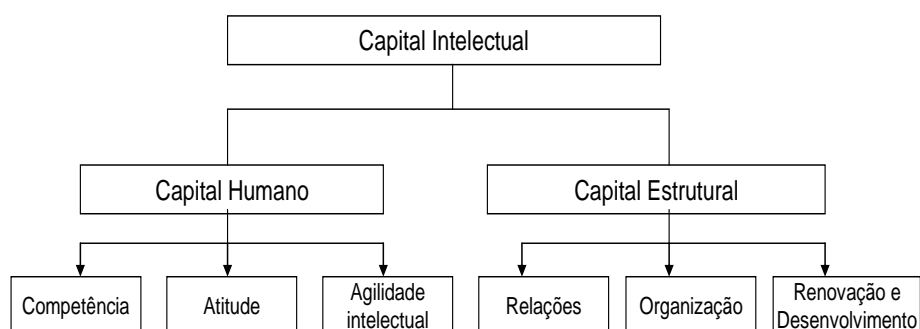 Capital Intelectual
Capital Humano
Capital Estrutural
Competência
Atitude
Agilidade
intelectual
Relações
Organização
Renovação e
Desenvolvimento